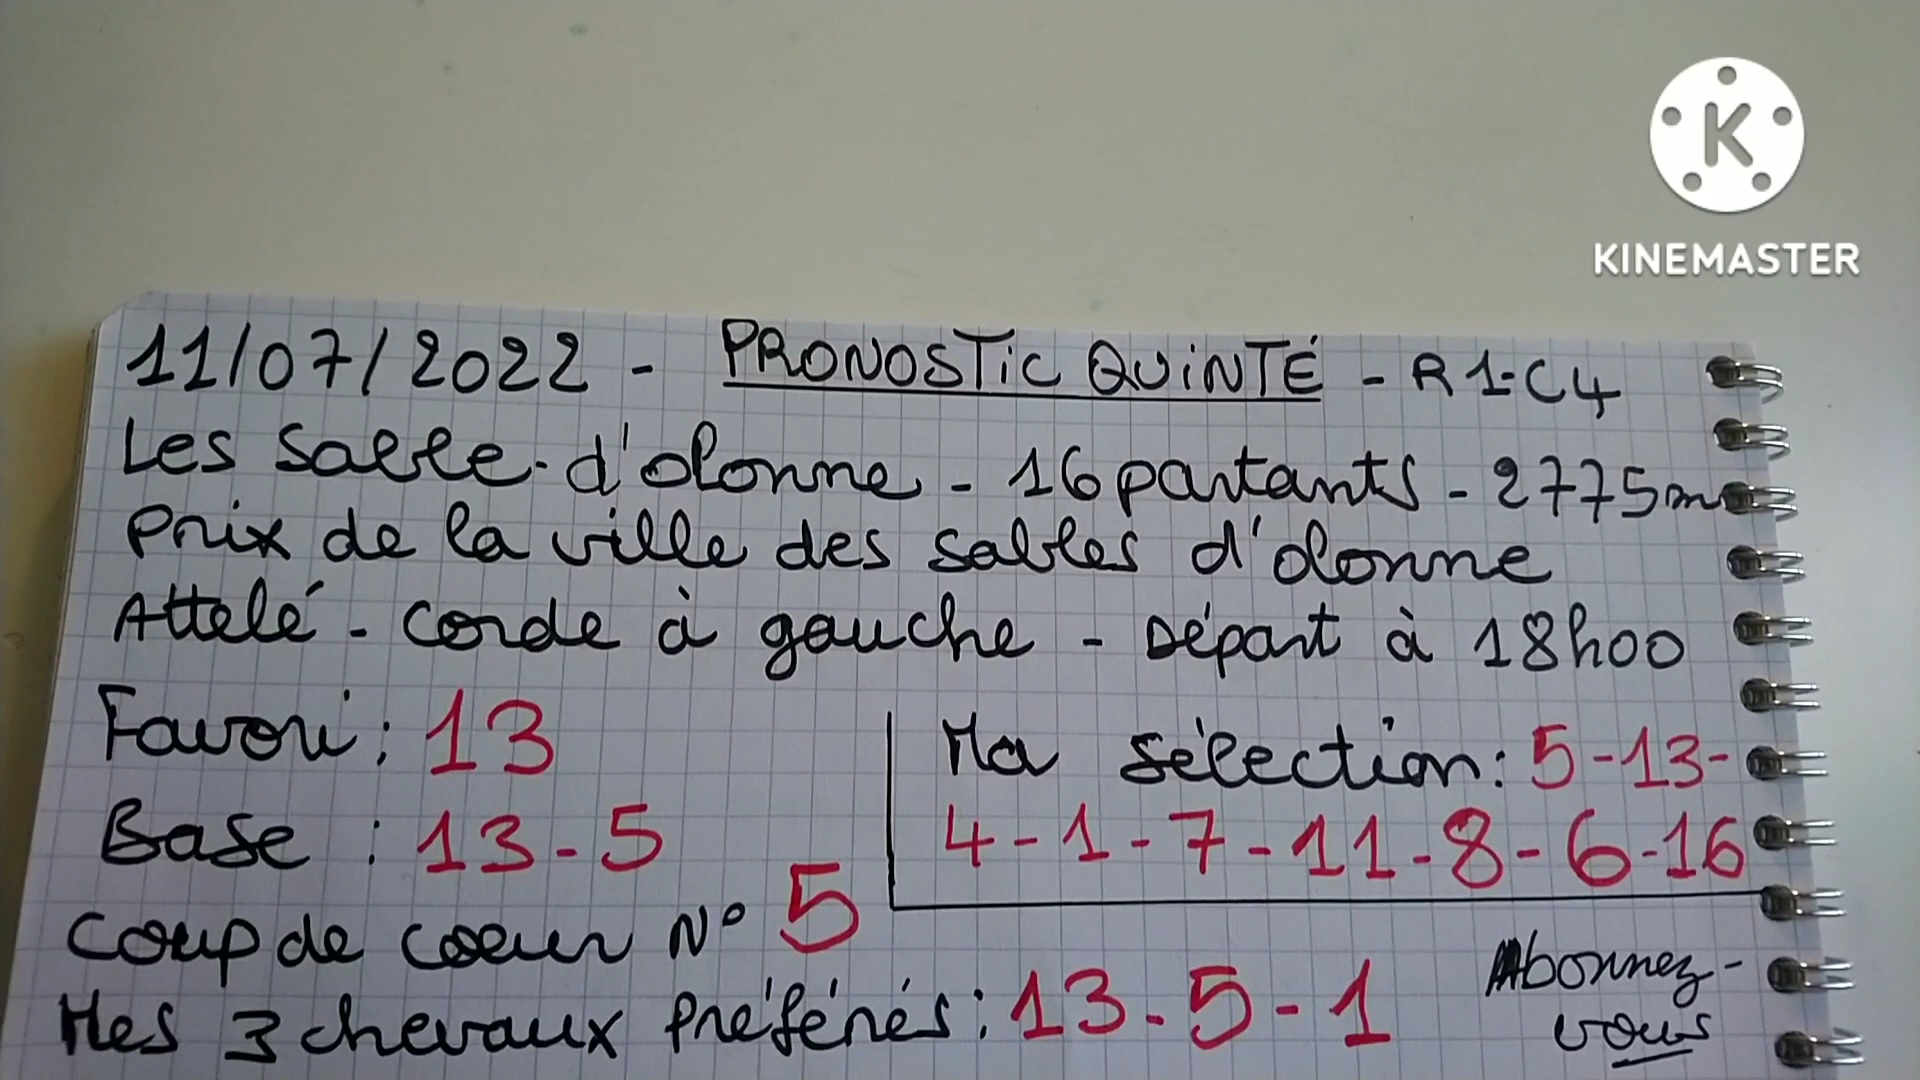 K
KINEMASTER
11/07/2022 - PRONOSTIC QUINTÉ - R1-C4
Les Sable-d'olonne - 16 partants - 2775m
Prix de la ville des sables d'olonne
Attelé - corde à gauche - Départ à 18h00
Favori : 13
Base : 13-5
Coup de coeur N° 5
Mes 3 chevaux préférés : 13-5-1
Ma sélection : 5-13-
4-1-7-11-8-6-16
Abonnez-
vous